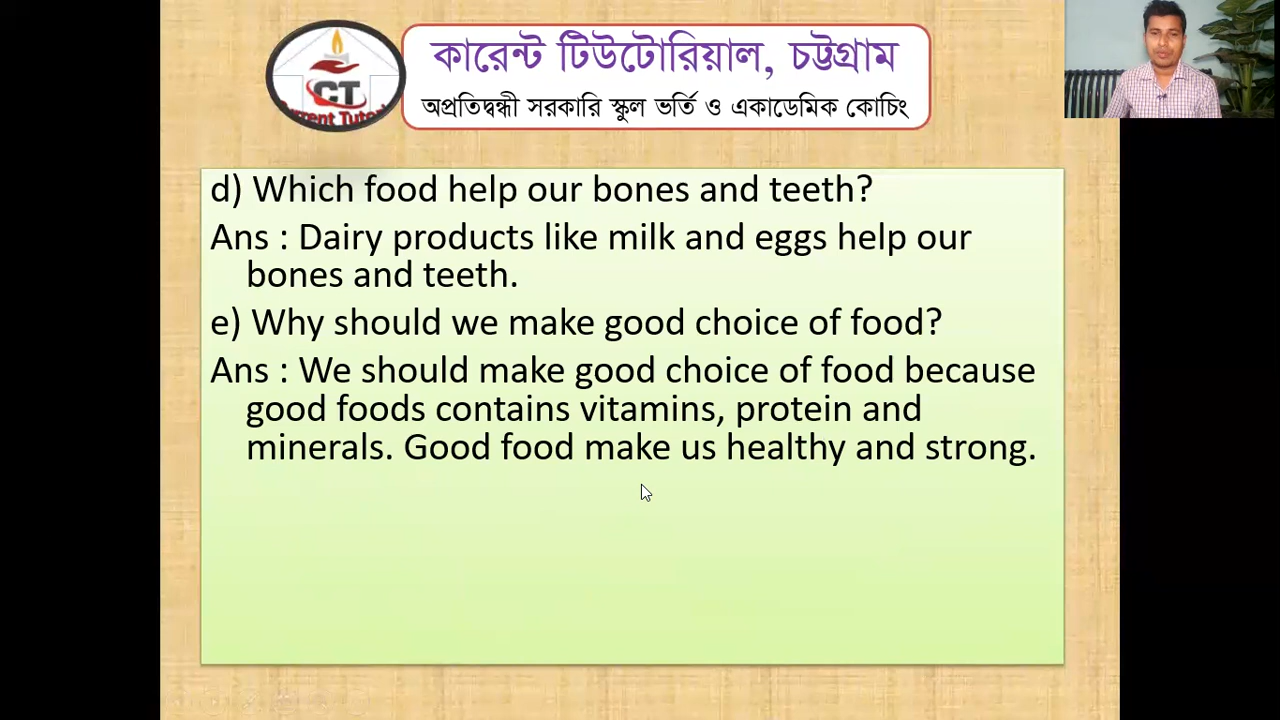 কারেন্ট টিউটোরিয়াল, চট্টগ্রাম
অপ্রতিদ্বন্ধী সরকারি স্কুল ভর্তি ও একাডেমিক কোচিং
CT
d) Which food help our bones and teeth?
Ans : Dairy products like milk and eggs help our
bones and teeth.
e) Why should we make good choice of food?
Ans : We should make good choice of food because
good foods contains vitamins, protein and
minerals. Good food make us healthy and strong.